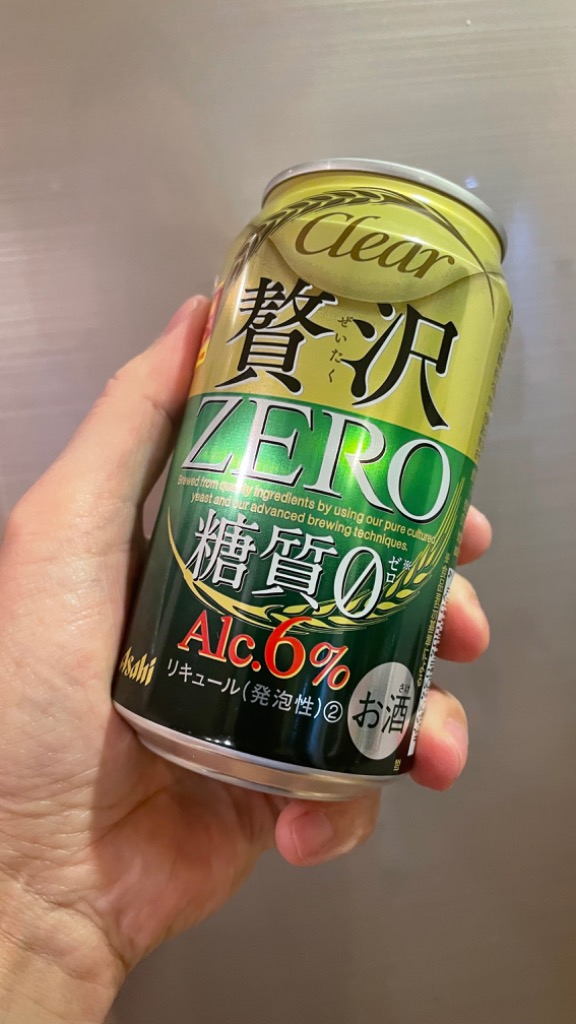 Clear
贅沢
ぜいたく
ZERO
Brewed from quality ingredients by using our pure cultured
yeast and our advanced brewing techniques.
糖質0
ゼロ
Alc.6%
Asahi
リキュール(発泡性)②
お酒
さけ